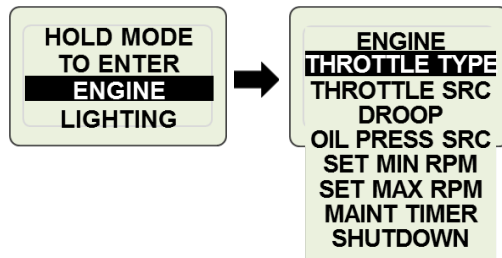 HOLD MODE
TO ENTER
ENGINE
LIGHTING
ENGINE
THROTTLE TYPE
THROTTLE SRC
DROOP
OIL PRESS SRC
SET MIN RPM
SET MAX RPM
MAINT TIMER
SHUTDOWN